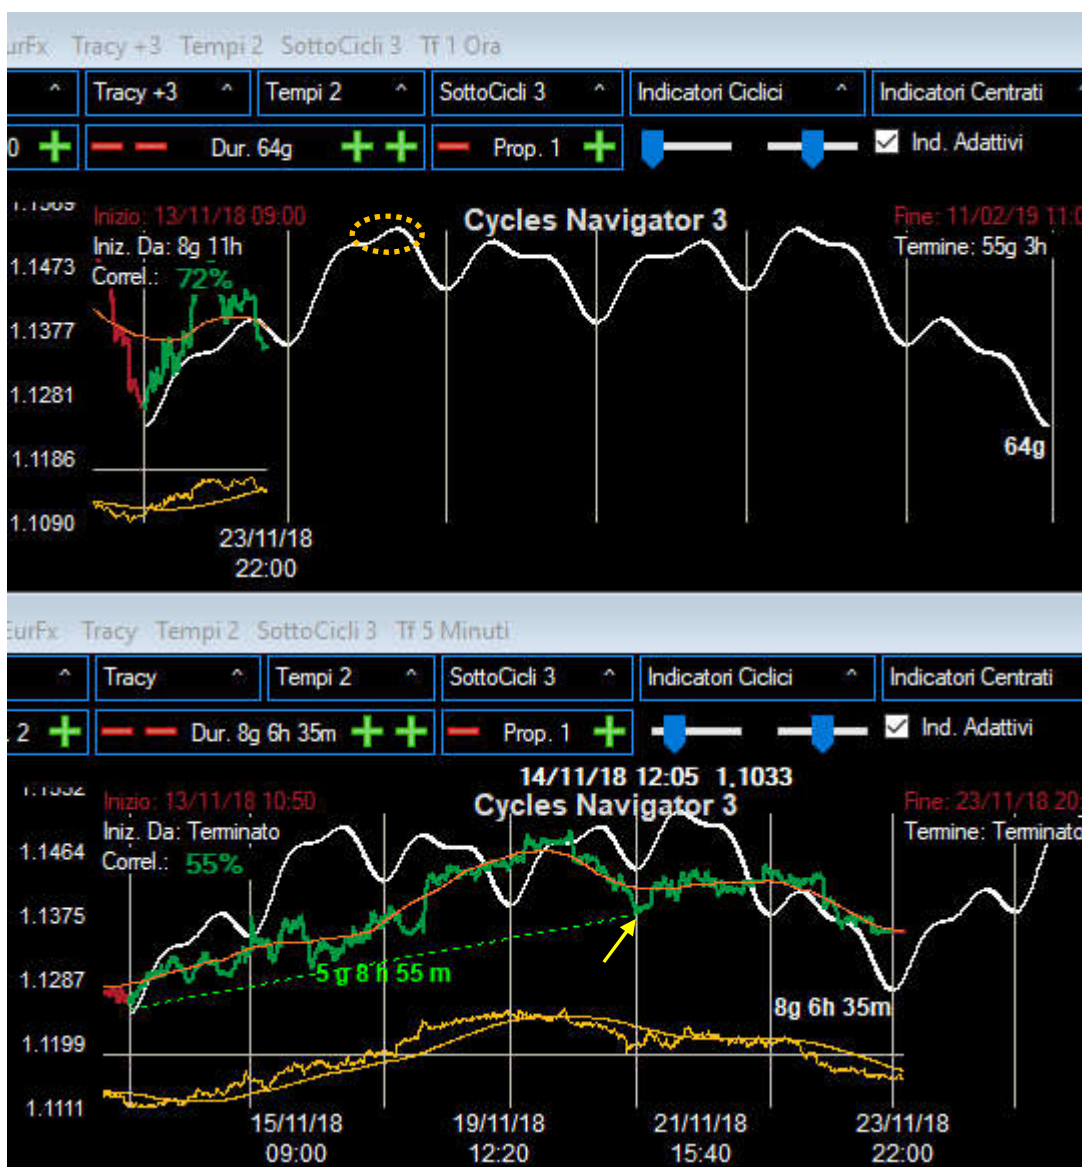 Tracy +3 Tempi 2 SottoCicli 3 Tf 1 Ora
^ Tracy +3 ^ Tempi 2 ^ SottoCicli 3 ^ Indicatori Ciclici ^ Indicatori Centrati
0 Dur. 64g Prop. 1 Ind. Adattivi
Inizio: 13/11/18 09:00 Cycles Navigator 3
Iniz. Da: 8g 11h Termine: 55g 3h
Correl.: 72%
1.1473
1.1377
1.1281
1.1186
1.1090
64g
23/11/18
22:00
Tracy Tempi 2 SottoCicli 3 Tf 5 Minuti
^ Tracy ^ Tempi 2 ^ SottoCicli 3 ^ Indicatori Ciclici ^ Indicatori Centrati
. 2 Dur. 8g 6h 35m Prop. 1 Ind. Adattivi
14/11/18 12:05 1,1033
Inizio: 13/11/18 10:50 Cycles Navigator 3 Fine: 23/11/18 20:
Iniz. Da: Terminato Termine: Terminato
Correl.: 55%
1.1464
1.1375
1.1287
1.1199
1.1111
5 g 8 h 55 m
8g 6h 35m
15/11/18 19/11/18 21/11/18 23/11/18
09:00 12:20 15:40 22:00